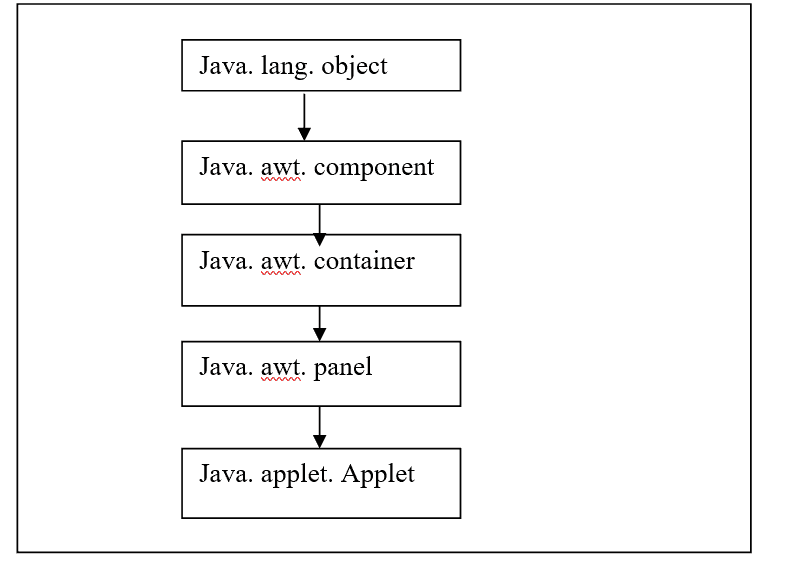 Java. lang. object
Java. awt. component
Java. awt. container
Java. awt. panel
Java. applet. Applet